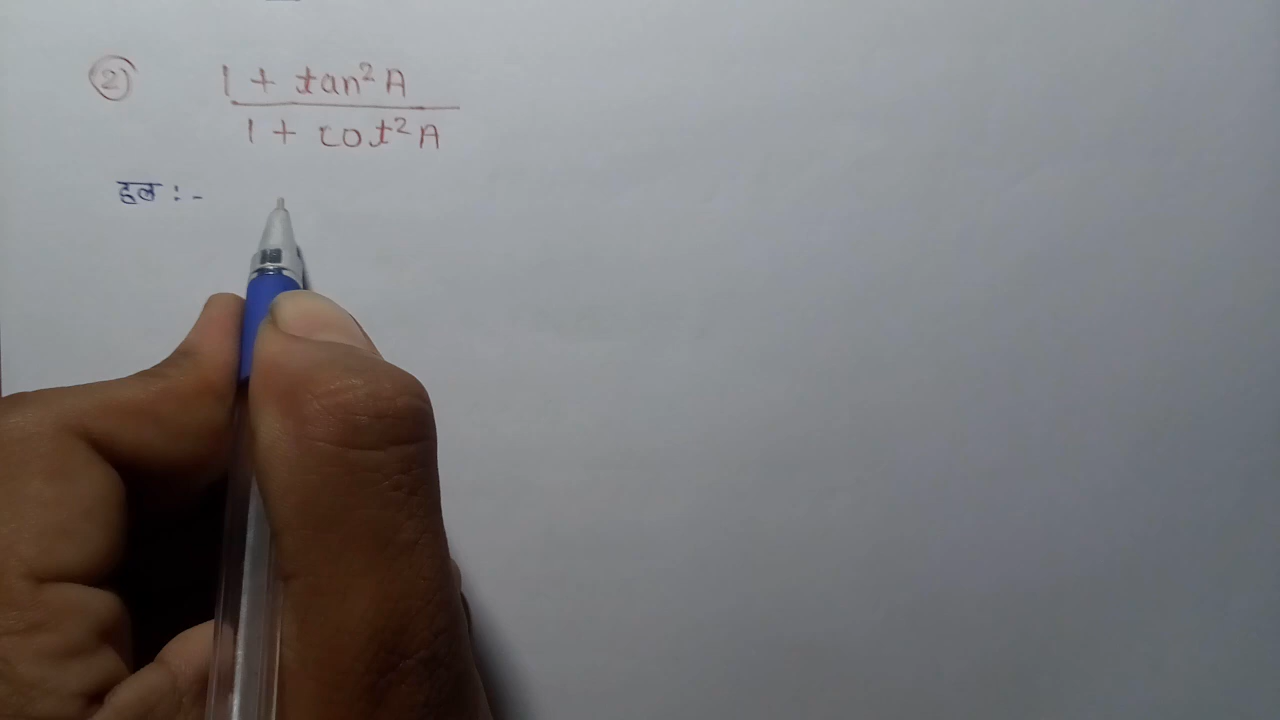 ② 1 + tan²A
1 + cot²A
हल :-